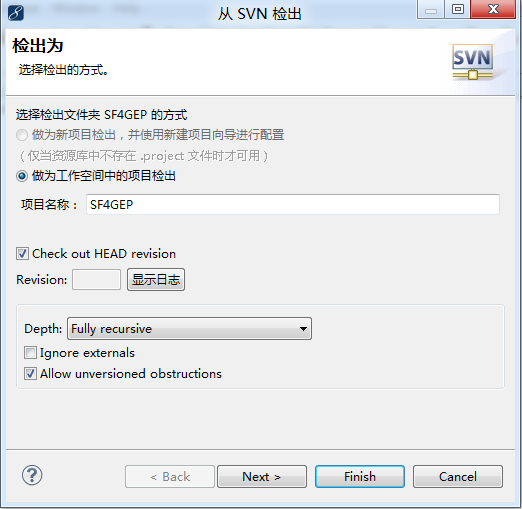 从 SVN 检出
检出为
选择检出的方式。
SVN
选择检出文件夹 SF4GEP 的方式
做为新项目检出，并使用新建项目向导进行配置
（仅当资源库中不存在 .project 文件时才可用）
做为工作空间中的项目检出
项目名称： SF4GEP
Check out HEAD revision
Revision: 显示日志
Depth: Fully recursive
Ignore externals
Allow unversioned obstructions
? < Back Next > Finish Cancel